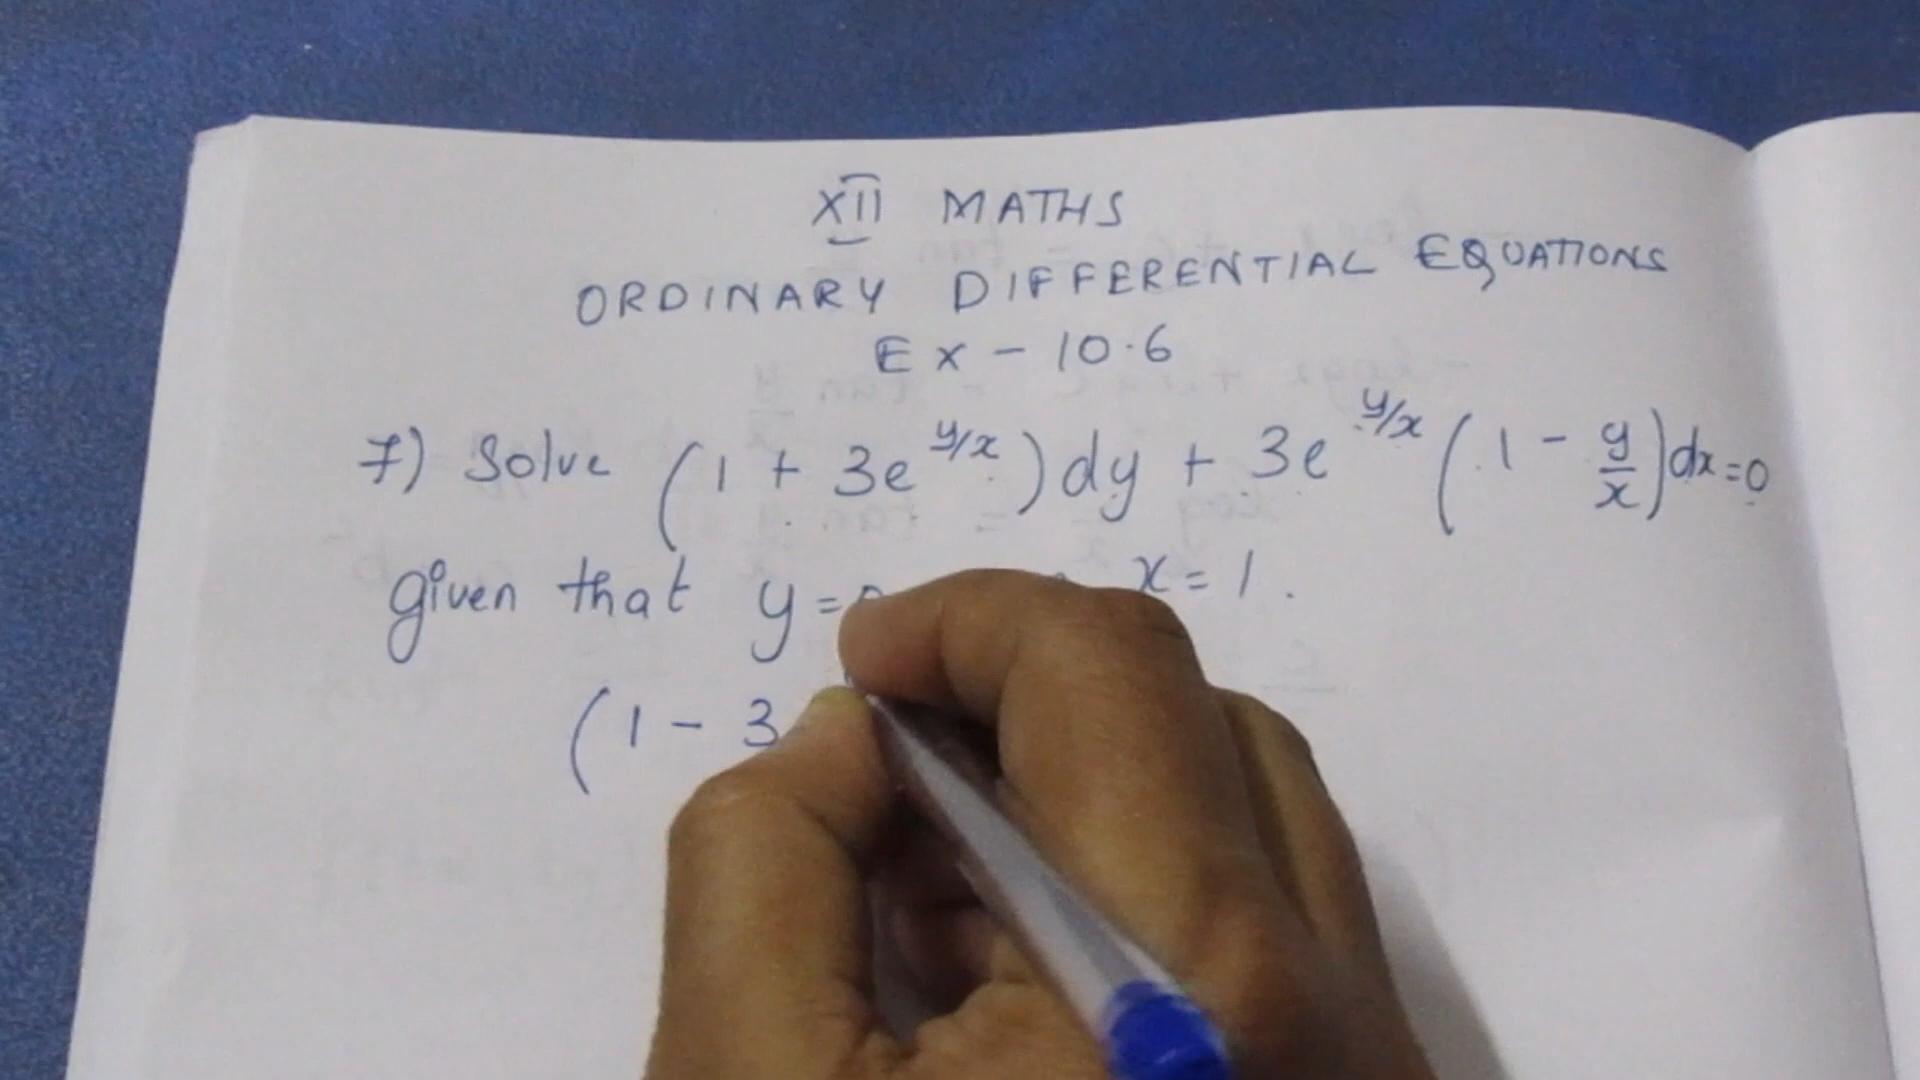 XII MATHS
ORDINARY DIFFERENTIAL EQUATIONS
Ex - 10.6
7) Solve (1 + 3e^{y/x})dy + 3e^{y/x}(1 - y/x)dx = 0
given that y = x = 1.
(1 - 3